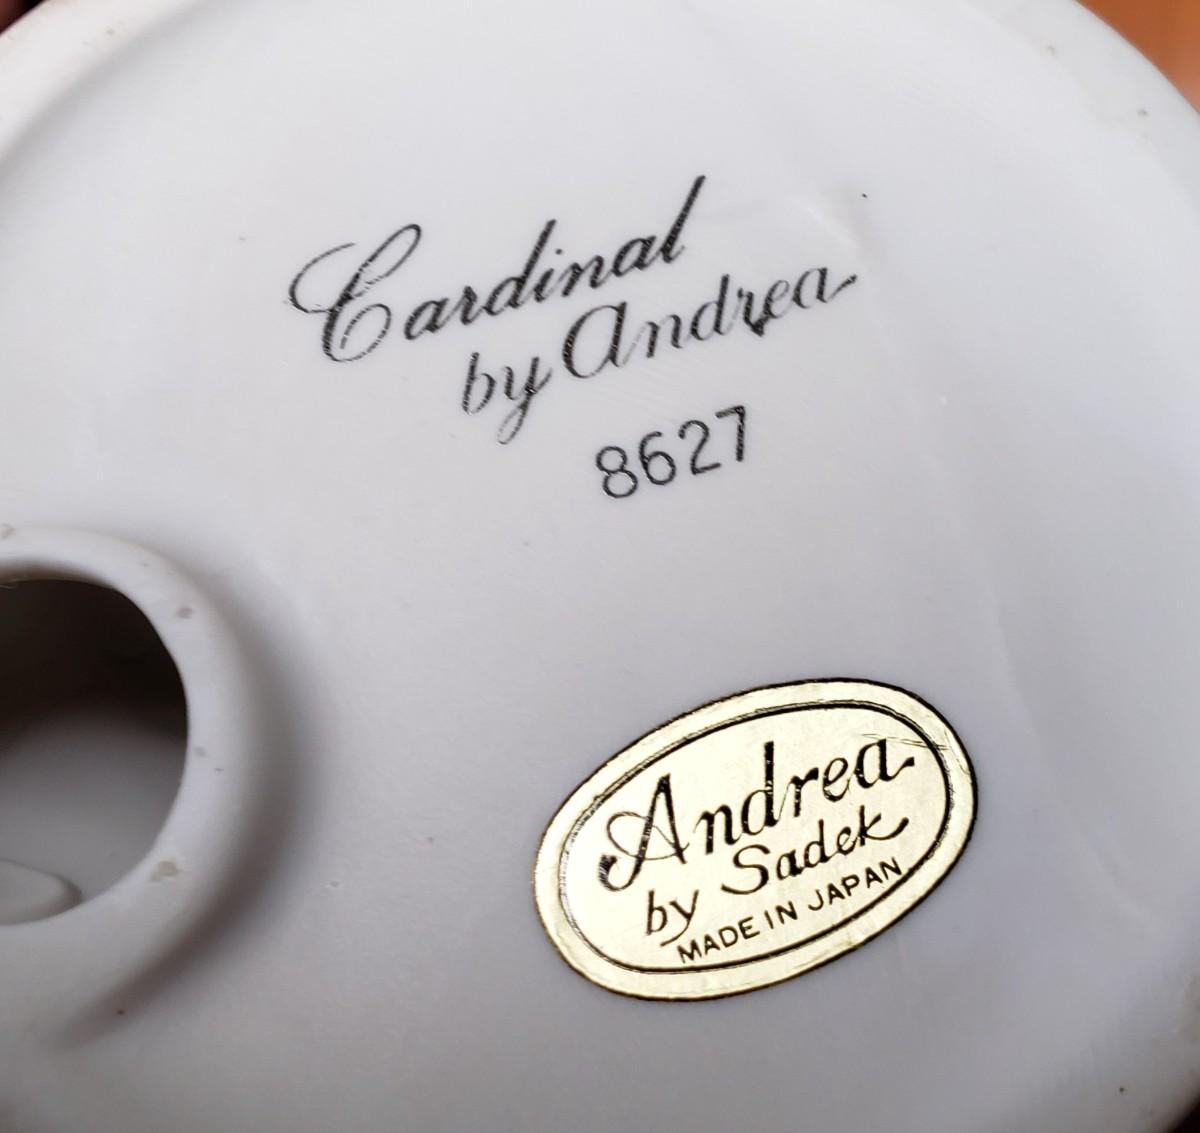 Cardinal
by Andrea
8627
Andrea
by Sadek
MADE IN JAPAN